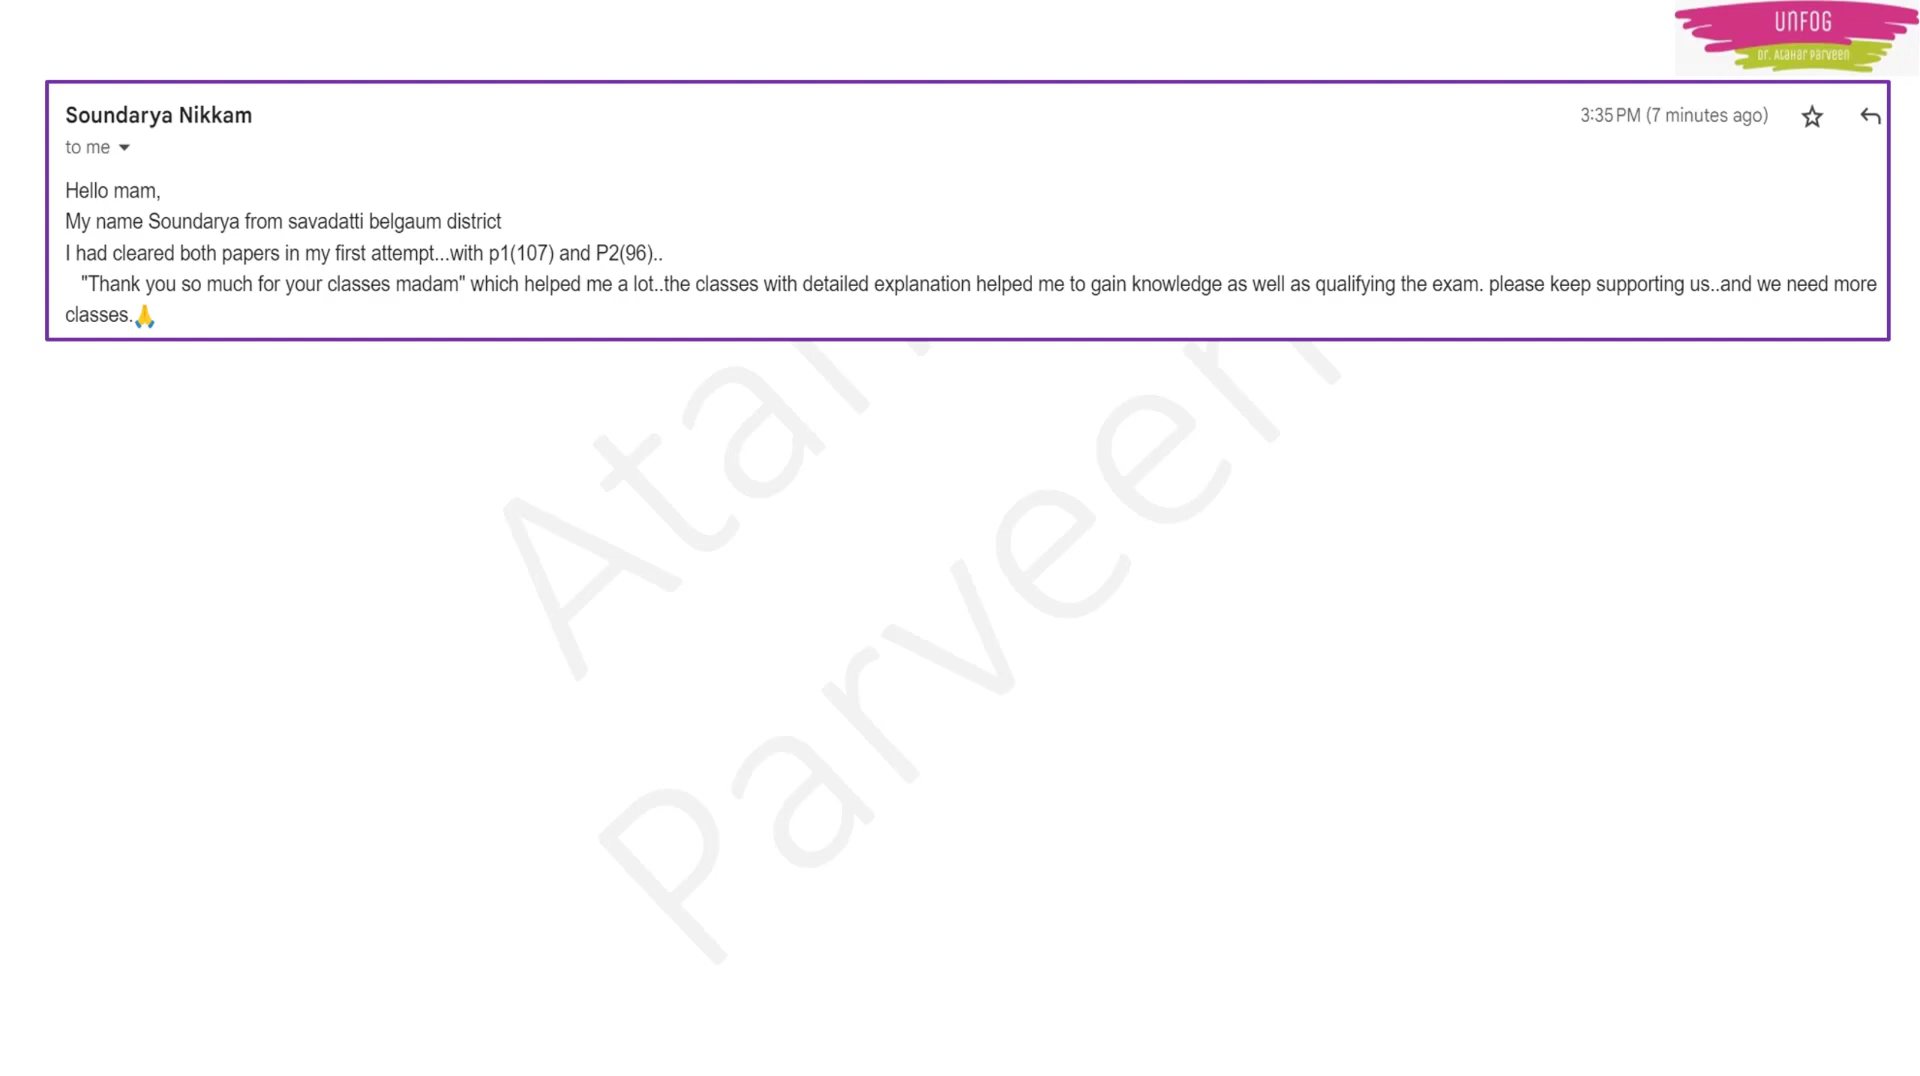 UNFOG
Dr. Atahar Parveen
Soundarya Nikkam
3:35 PM (7 minutes ago)
to me
Hello mam,
My name Soundarya from savadatti belgaum district
I had cleared both papers in my first attempt...with p1(107) and P2(96)..
"Thank you so much for your classes madam" which helped me a lot..the classes with detailed explanation helped me to gain knowledge as well as qualifying the exam. please keep supporting us..and we need more
classes.🙏
Parveen